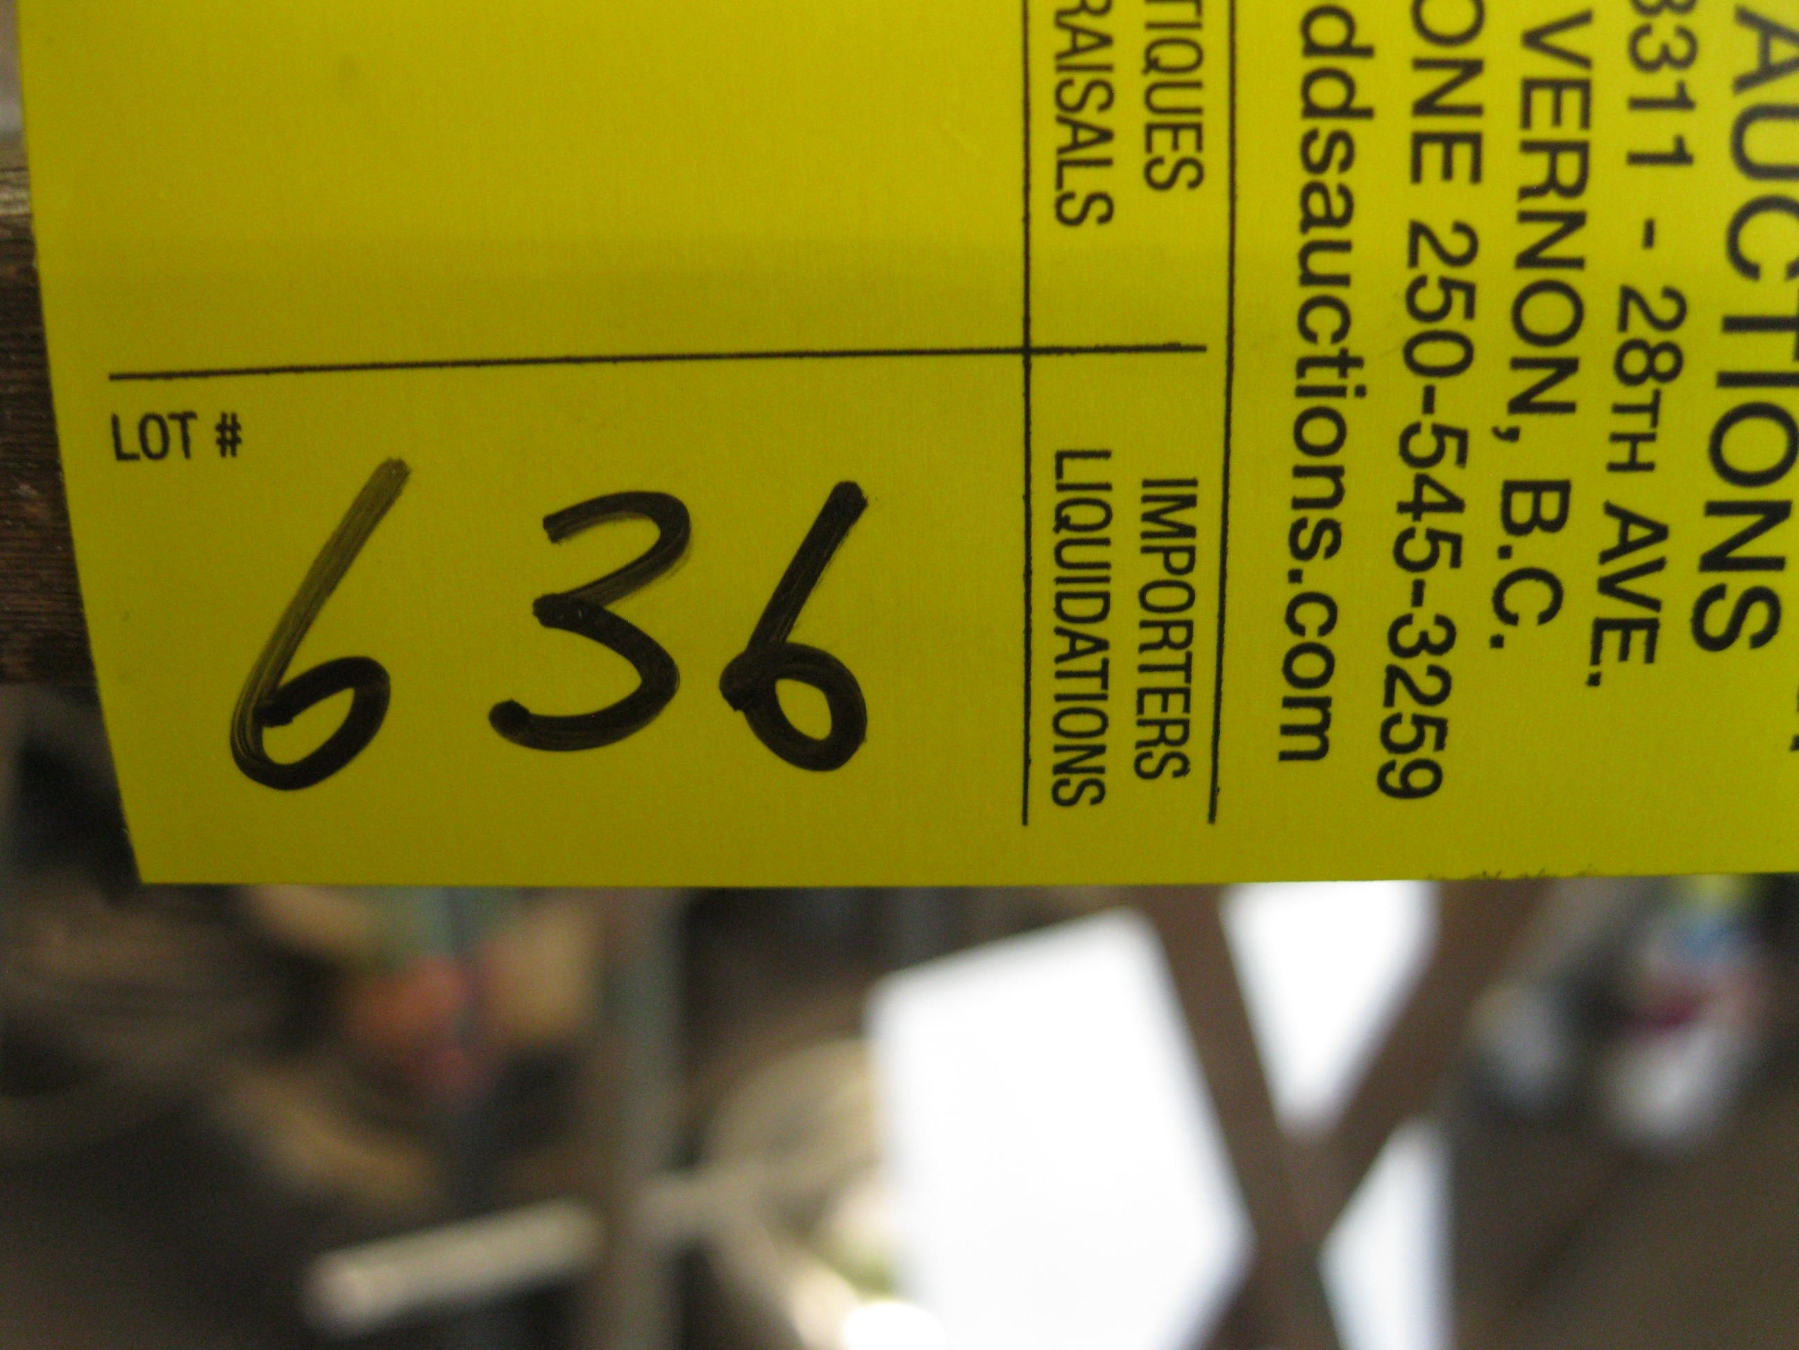 AUCTIONS
3311 - 28TH AVE.
VERNON, B.C.
ONE 250-545-3259
ddsauctions.com
TIQUES IMPORTERS
RAISALS LIQUIDATIONS
LOT #
636